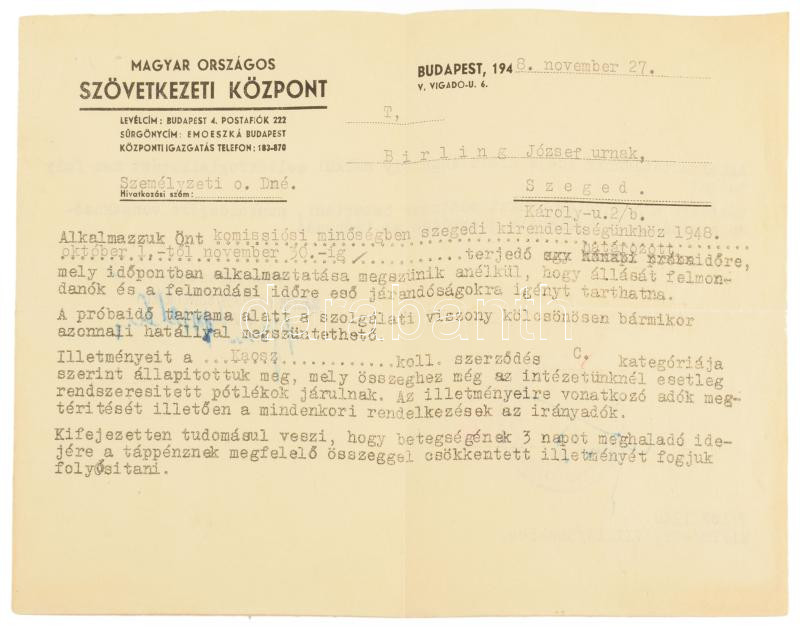 MAGYAR ORSZÁGOS
SZÖVETKEZETI KÖZPONT
LEVÉLCÍM: BUDAPEST 4. POSTAFIÓK 222
SÜRGÖNYCÍM: EMOESZKÁ BUDAPEST
KÖZPONTI IGAZGATÁS TELEFON: 183-870
Személyzeti o. Dné.
Hivatkozási szám:
BUDAPEST, 1948. november 27.
V. VIGADO-U. 6.
T,
Birling József urnak,
Szeged.
Károly-u.2/b.
Alkalmazzuk Önt komissiósi minőségben szegedi kirendeltségünkhöz 1948.
határozott
október 1.-től november 30.-ig/ terjedő egy hónapi próbaidőre,
mely időpontban alkalmaztatása megszünik anélkül, hogy állását felmon-
danók és a felmondási időre eső járandóságokra igényt tarthatna.
A próbaidő tartama alatt a szolgálati viszony kölcsönösen bármikor
azonnali hatállyal megszüntethető.
Illetményeit a ...Kaosz...koll. szerződés C. kategóriája
szerint állapitottuk meg, mely összeghez még az intézetünknél esetleg
rendszeresitett pótlékok járulnak. Az illetményeire vonatkozó adók meg-
téritését illetően a mindenkori rendelkezések az irányadók.
Kifejezetten tudomásul veszi, hogy betegségének 3 napot meghaladó ide-
jére a táppénznek megfelelő összeggel csökkentett illetményét fogjuk
folyósitani.
darabanth